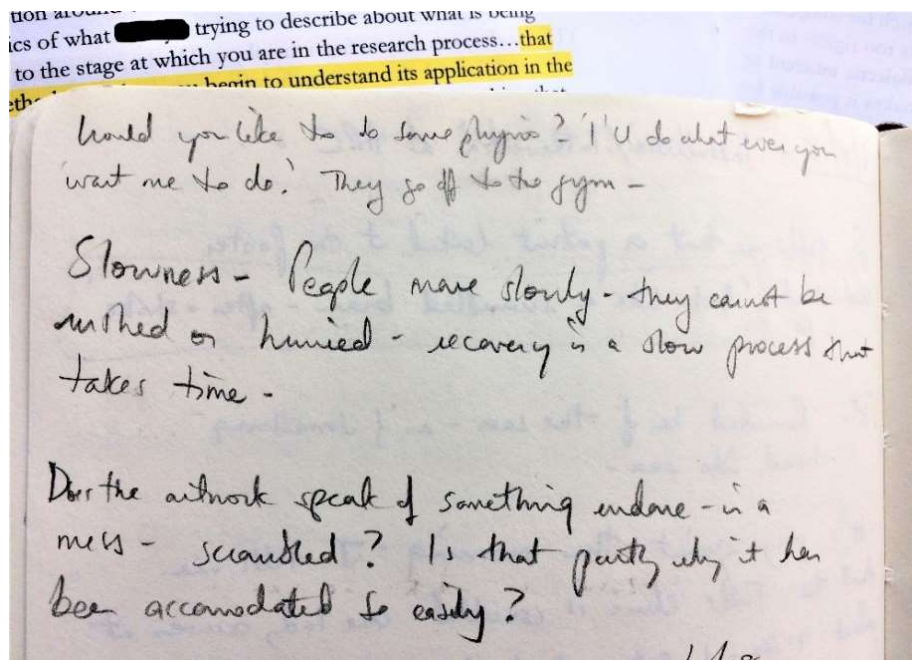 tion around
ics of what trying to describe about what is being
to the stage at which you are in the research process...that
begin to understand its application in the
Would you like to do some physio? I'll do what ever you
want me to do.' They go off to the gym -
Slowness - People move slowly - they cannot be
rushed or hurried - recovery is a slow process that
takes time -
Does the artwork speak of something undone - in a
mess - scrambled? Is that partly why it has
been accomodated so easily?